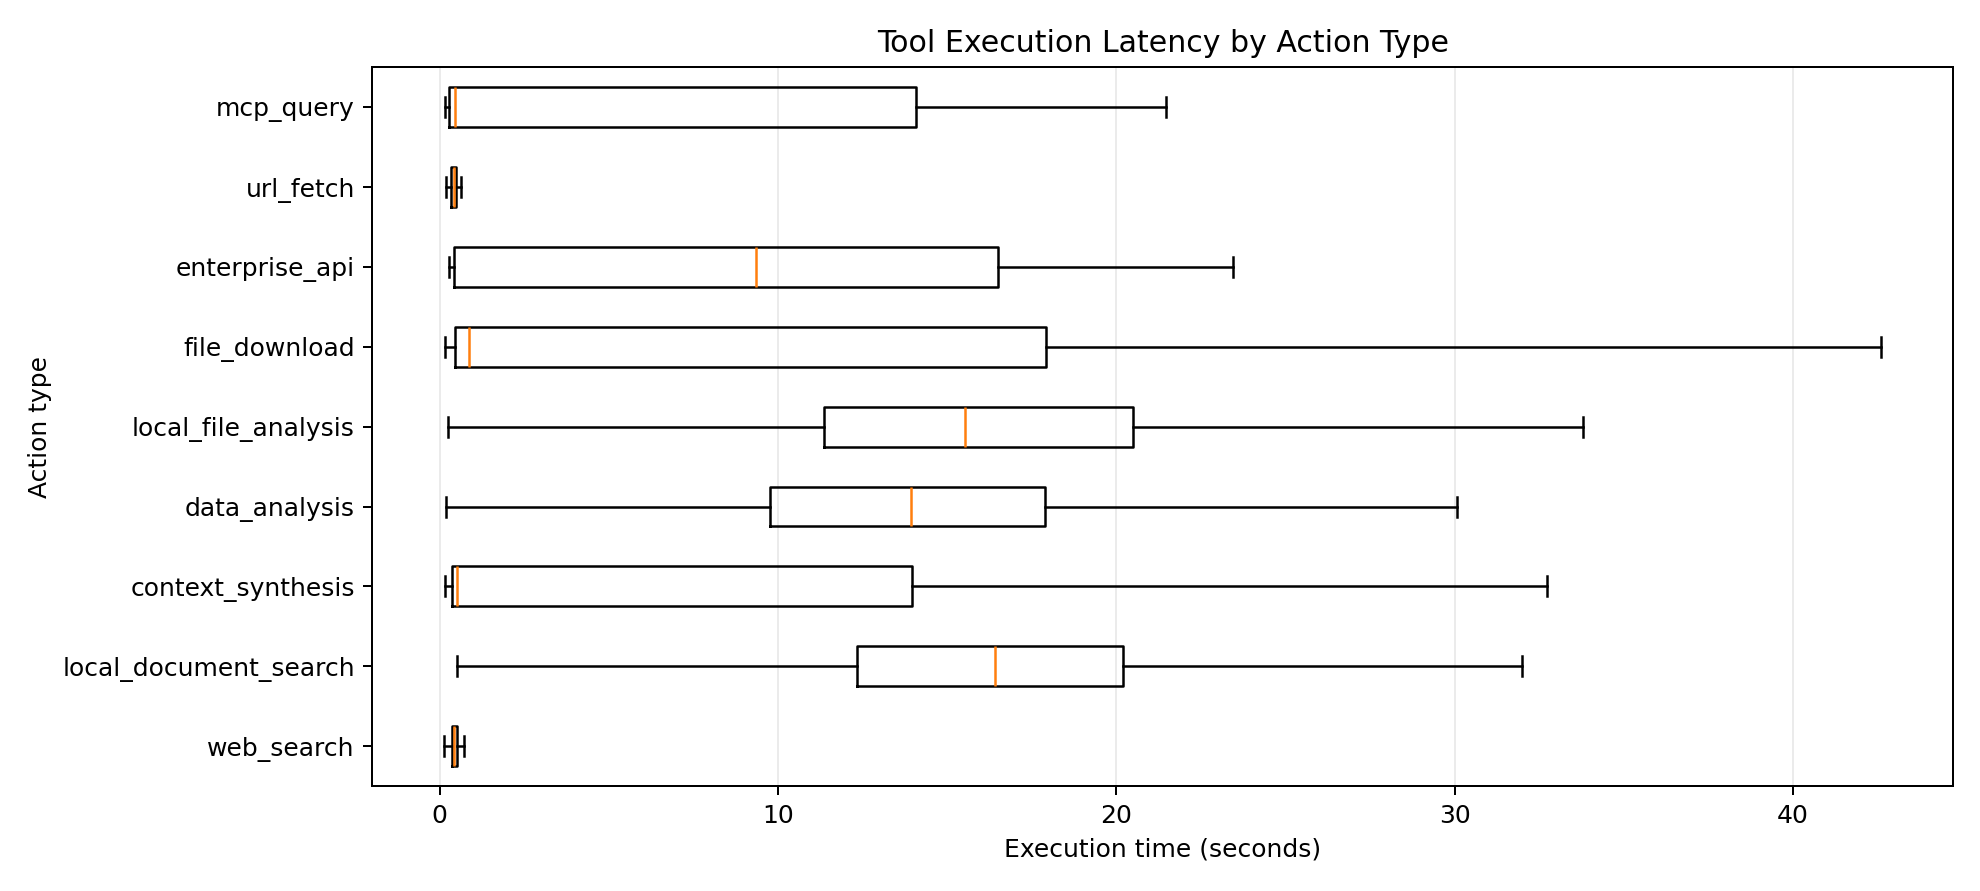 Tool Execution Latency by Action Type
mcp_query
url_fetch
enterprise_api
file_download
local_file_analysis
data_analysis
context_synthesis
local_document_search
web_search
Action type
0 10 20 30 40
Execution time (seconds)